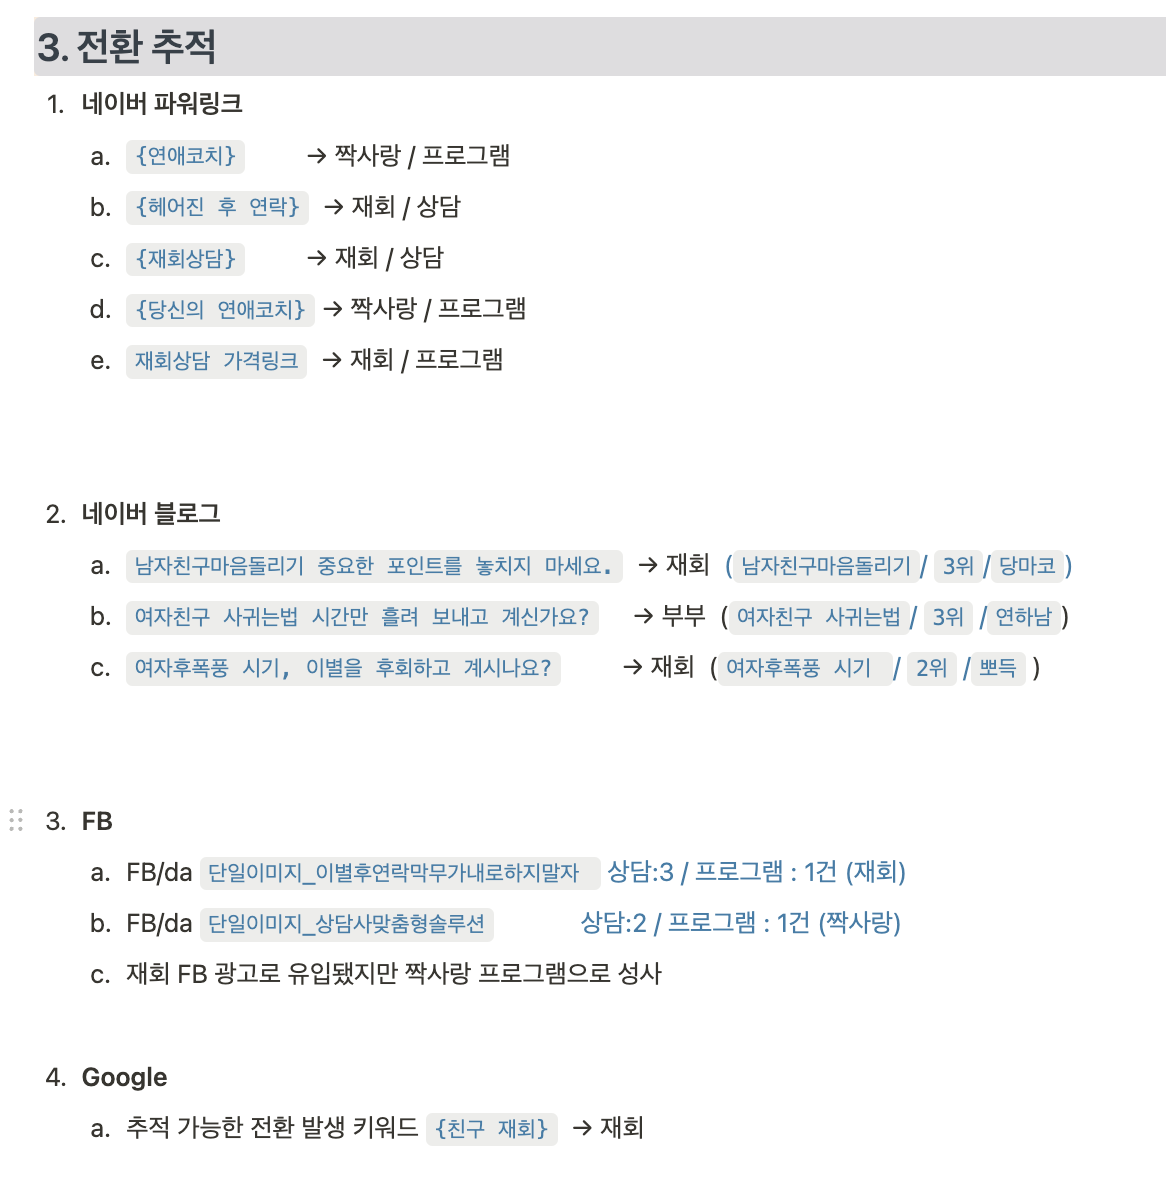 3. 전환 추적
1. 네이버 파워링크
a. {연애코치} → 짝사랑 / 프로그램
b. {헤어진 후 연락} → 재회 / 상담
c. {재회상담} → 재회 / 상담
d. {당신의 연애코치} → 짝사랑 / 프로그램
e. 재회상담 가격링크 → 재회 / 프로그램
2. 네이버 블로그
a. 남자친구마음돌리기 중요한 포인트를 놓치지 마세요. → 재회 (남자친구마음돌리기 / 3위 / 당마코)
b. 여자친구 사귀는법 시간만 흘려 보내고 계신가요? → 부부 (여자친구 사귀는법 / 3위 / 연하남)
c. 여자후폭풍 시기, 이별을 후회하고 계시나요? → 재회 (여자후폭풍 시기 / 2위 / 뽀득 )
3. FB
a. FB/da 단일이미지_이별후연락막무가내로하지말자 상담:3 / 프로그램 : 1건 (재회)
b. FB/da 단일이미지_상담사맞춤형솔루션 상담:2 / 프로그램 : 1건 (짝사랑)
c. 재회 FB 광고로 유입됐지만 짝사랑 프로그램으로 성사
4. Google
a. 추적 가능한 전환 발생 키워드 {친구 재회} → 재회